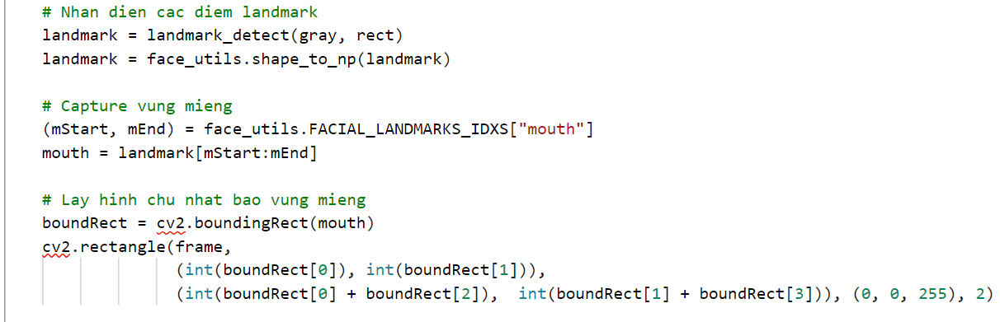 # Nhan dien cac diem landmark
landmark = landmark_detect(gray, rect)
landmark = face_utils.shape_to_np(landmark)
# Capture vung mieng
(mStart, mEnd) = face_utils.FACIAL_LANDMARKS_IDXS["mouth"]
mouth = landmark[mStart:mEnd]
# Lay hinh chu nhat bao vung mieng
boundRect = cv2.boundingRect(mouth)
cv2.rectangle(frame,
(int(boundRect[0]), int(boundRect[1])),
(int(boundRect[0] + boundRect[2]),  int(boundRect[1] + boundRect[3])), (0, 0, 255), 2)